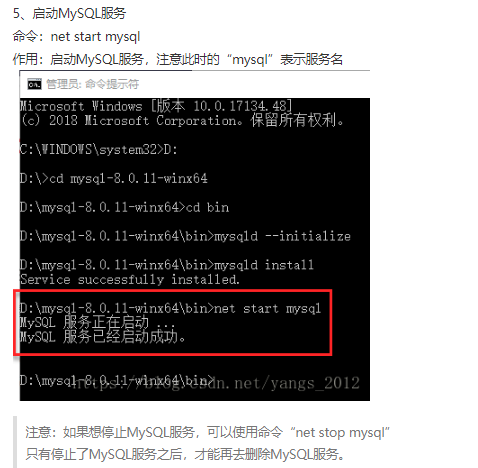 5、启动MySQL服务
命令：net start mysql
作用：启动MySQL服务，注意此时的“mysql”表示服务名
管理员: 命令提示符
Microsoft Windows [版本 10.0.17134.48]
(c) 2018 Microsoft Corporation。保留所有权利。
C:\WINDOWS\system32>D:
D:\>cd mysql-8.0.11-winx64
D:\mysql-8.0.11-winx64>cd bin
D:\mysql-8.0.11-winx64\bin>mysqld --initialize
D:\mysql-8.0.11-winx64\bin>mysqld install
Service successfully installed.
D:\mysql-8.0.11-winx64\bin>net start mysql
MySQL 服务正在启动 ...
MySQL 服务已经启动成功。
D:\mysql-8.0.11-winx64\bin>
https://blog.csdn.net/yangs_2012
注意：如果想停止MySQL服务，可以使用命令“net stop mysql”
只有停止了MySQL服务之后，才能再去删除MySQL服务。